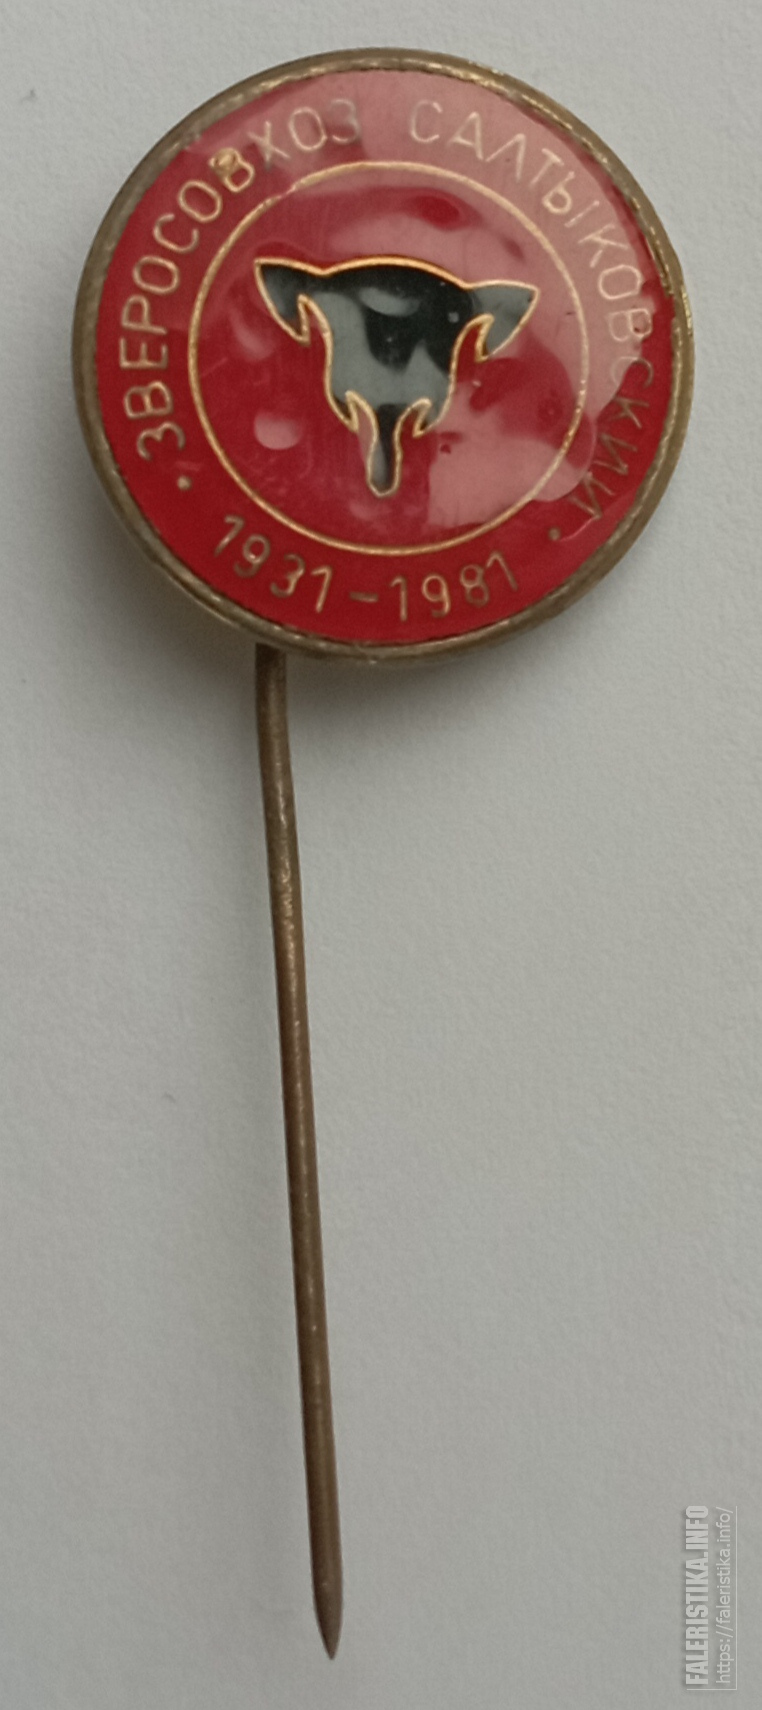 ЗВЕРОСОВХОЗ САЛТЫКОВСКИЙ
· 1931-1981 ·
FALERISTIKA.INFO
https://faleristika.info/